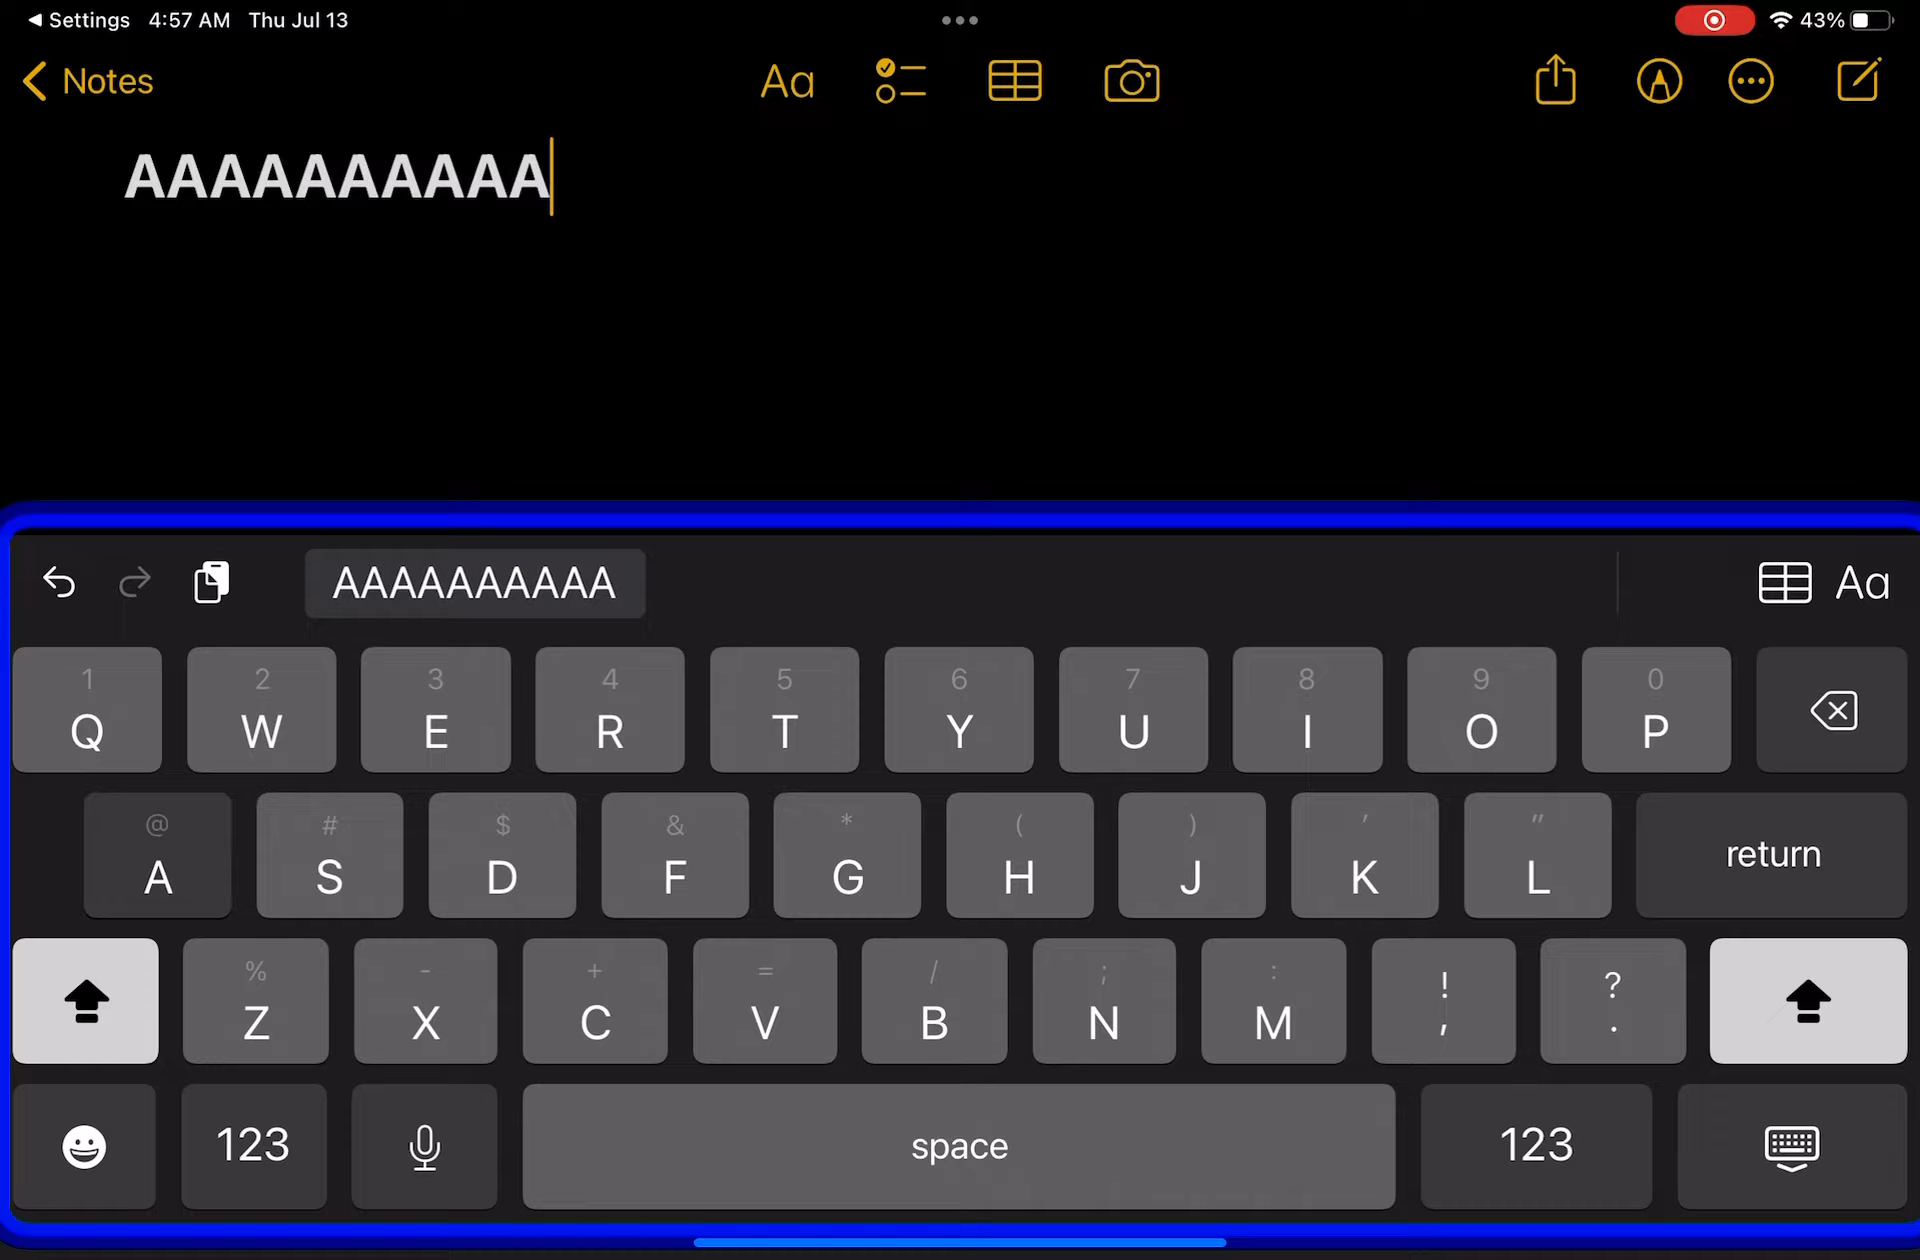 Settings 4:57 AM Thu Jul 13 43%
Notes Aa
AAAAAAAAAA
AAAAAAAAAA Aa
1 2 3 4 5 6 7 8 9 0
Q W E R T Y U I O P
@ # $ & * ( ) ' "
A S D F G H J K L return
% - + = / ; : ! ?
Z X C V B N M , .
123 space 123